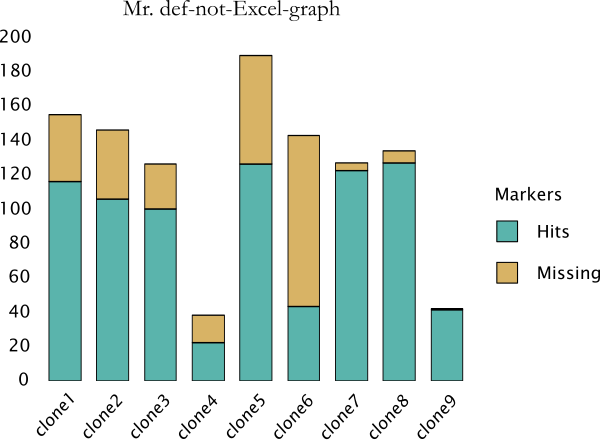 Mr. def-not-Excel-graph
200
180
160
140
120
100
80
60
40
20
0
clone1
clone2
clone3
clone4
clone5
clone6
clone7
clone8
clone9
Markers
Hits
Missing